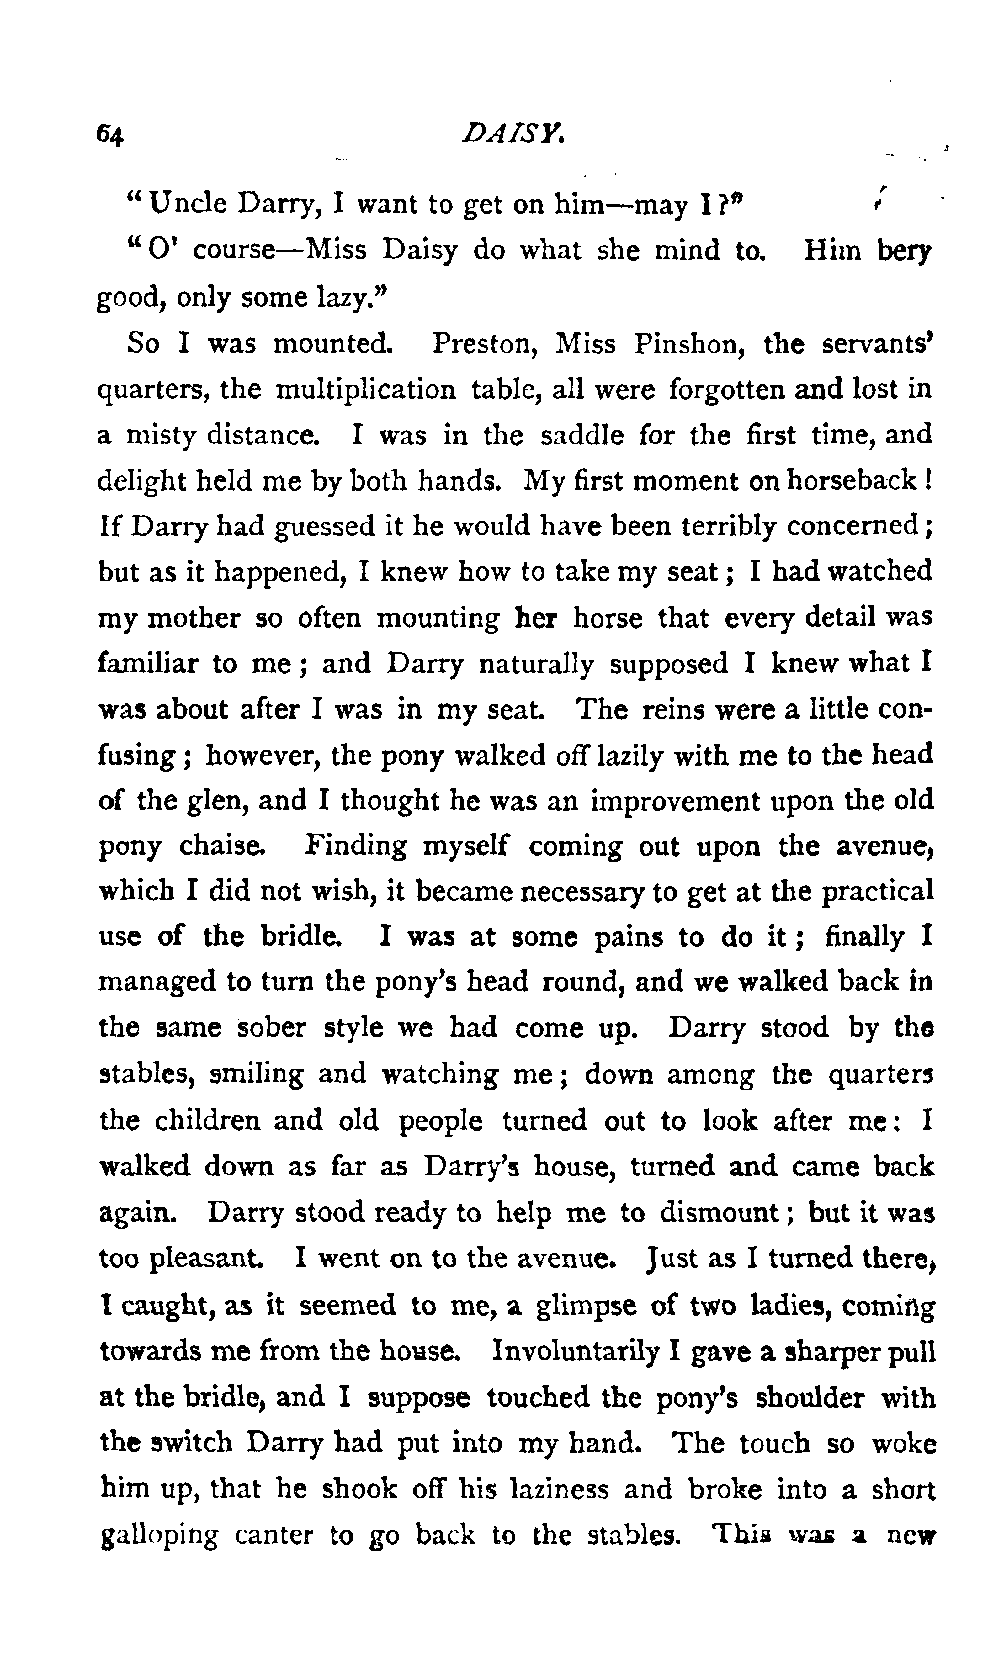 64 DAISY.
“Uncle Darry, I want to get on him—may I?”
“O' course—Miss Daisy do what she mind to. Him bery
good, only some lazy.”
So I was mounted. Preston, Miss Pinshon, the servants'
quarters, the multiplication table, all were forgotten and lost in
a misty distance. I was in the saddle for the first time, and
delight held me by both hands. My first moment on horseback!
If Darry had guessed it he would have been terribly concerned;
but as it happened, I knew how to take my seat; I had watched
my mother so often mounting her horse that every detail was
familiar to me; and Darry naturally supposed I knew what I
was about after I was in my seat. The reins were a little con-
fusing; however, the pony walked off lazily with me to the head
of the glen, and I thought he was an improvement upon the old
pony chaise. Finding myself coming out upon the avenue,
which I did not wish, it became necessary to get at the practical
use of the bridle. I was at some pains to do it; finally I
managed to turn the pony's head round, and we walked back in
the same sober style we had come up. Darry stood by the
stables, smiling and watching me; down among the quarters
the children and old people turned out to look after me: I
walked down as far as Darry's house, turned and came back
again. Darry stood ready to help me to dismount; but it was
too pleasant. I went on to the avenue. Just as I turned there,
I caught, as it seemed to me, a glimpse of two ladies, coming
towards me from the house. Involuntarily I gave a sharper pull
at the bridle, and I suppose touched the pony's shoulder with
the switch Darry had put into my hand. The touch so woke
him up, that he shook off his laziness and broke into a short
galloping canter to go back to the stables. This was a new